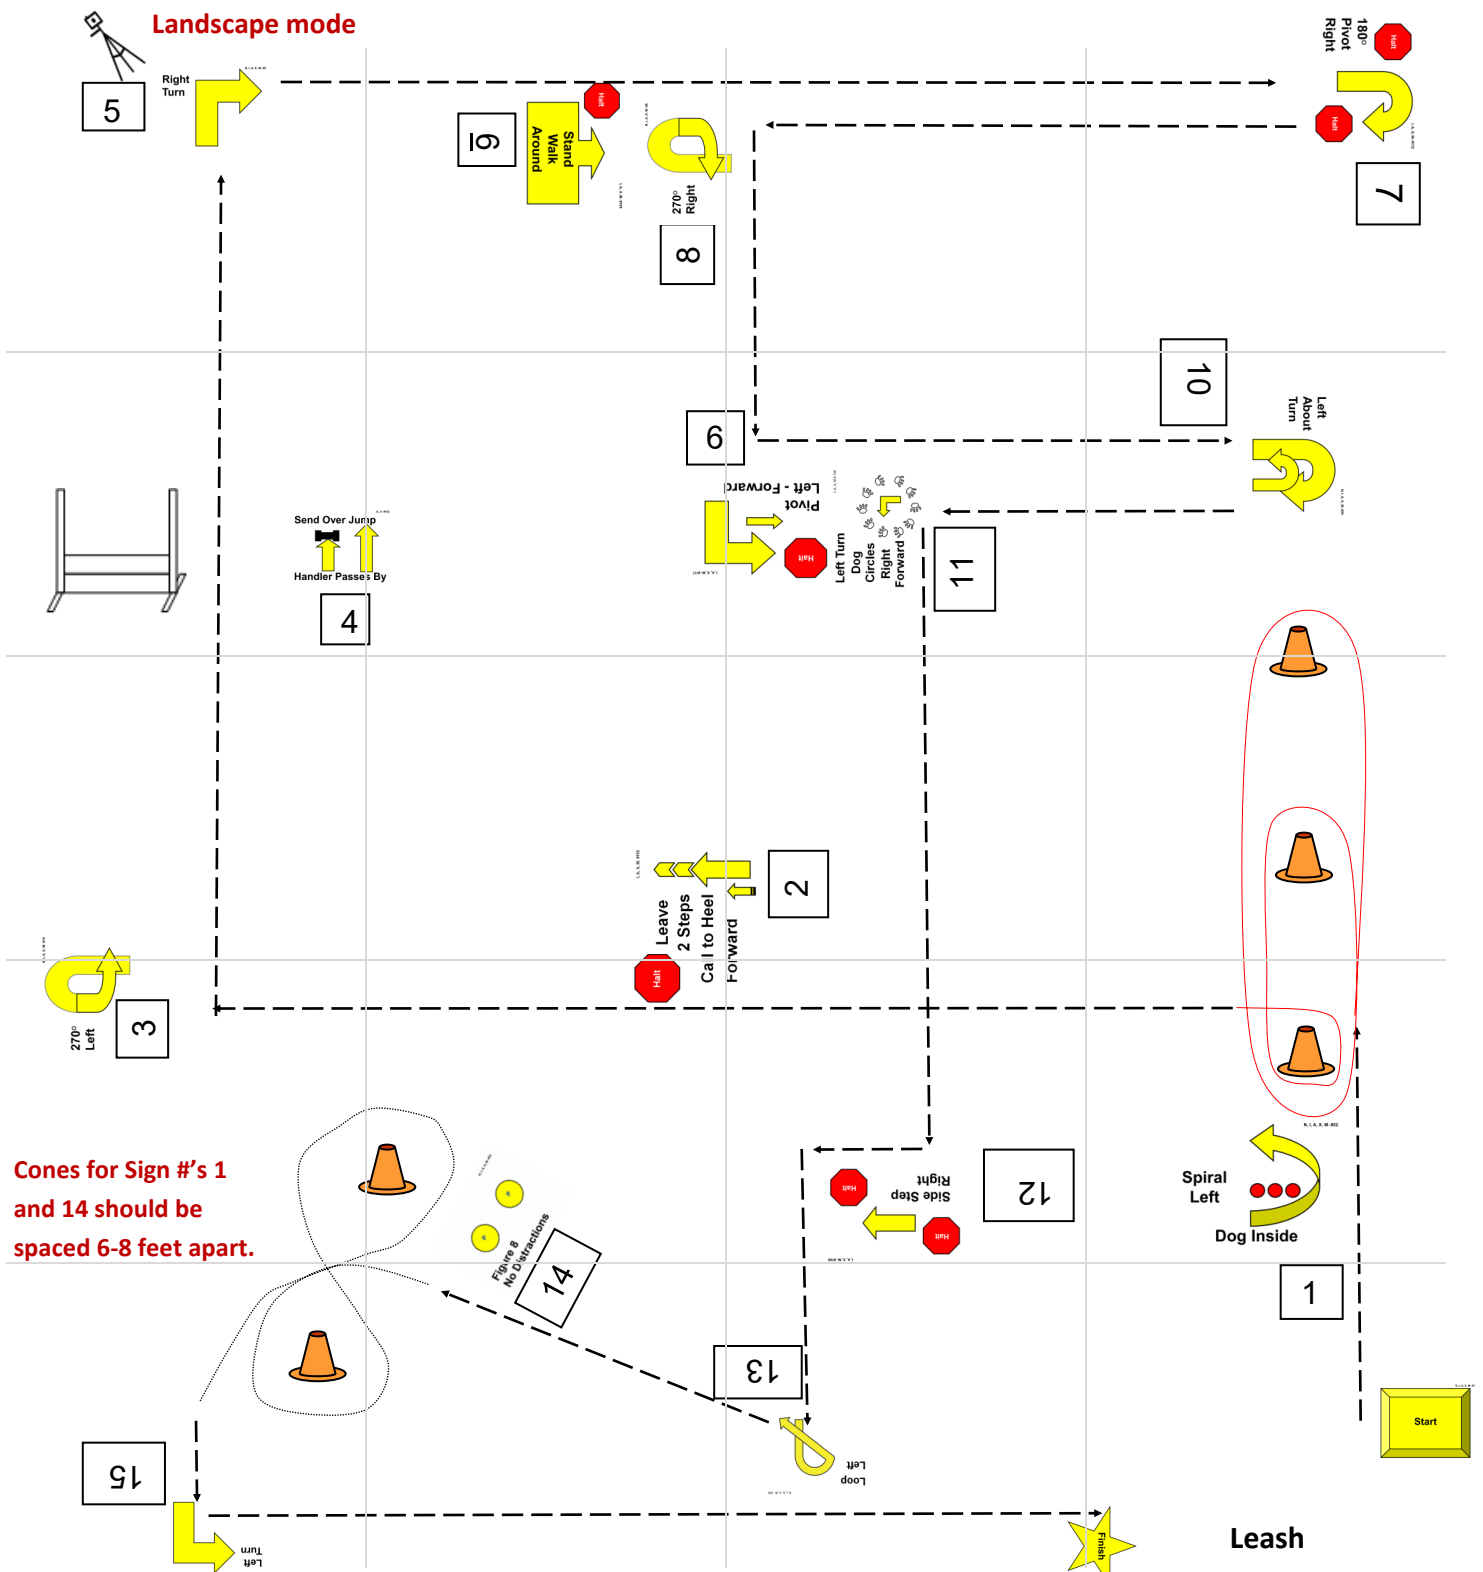 Landscape mode
5
Right
Turn
Halt
Stand
Walk
Around
6
270°
Right
8
180°
Pivot
Right
Halt
Halt
7
10
Left
About
Turn
9
Pivot
Left - Forward
Halt
Left Turn
Dog
Circles
Right
Forward
11
Send Over Jump
Handler Passes By
4
2
Leave
2 Steps
Call to Heel
Forward
Halt
3
270°
Left
Cones for Sign #'s 1
and 14 should be
spaced 6-8 feet apart.
Figure 8
No Distractions
14
Halt
Side Step
Right
Halt
12
N, I, A, X, M- #22
Spiral
Left
Dog Inside
1
13
Left
Loop
Start
15
Left
Turn
Finish
Leash